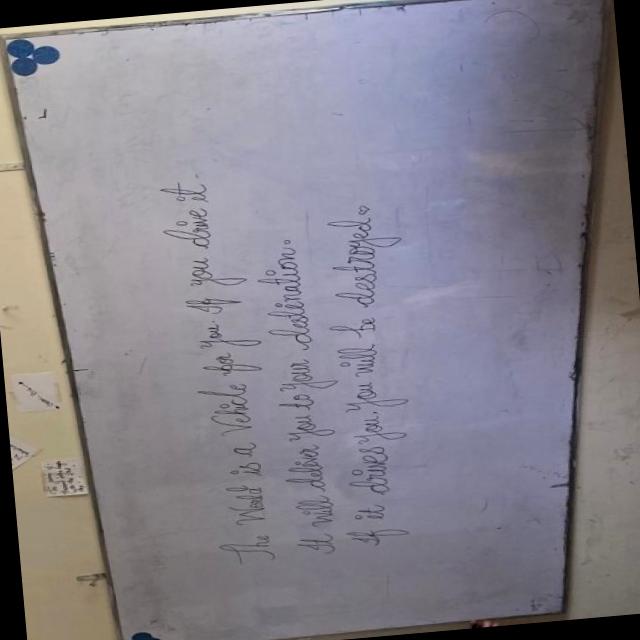 The World is a Vehicle for you If you drive it
It will deliver you to your destination.
If it drives you, You will be destroyed.